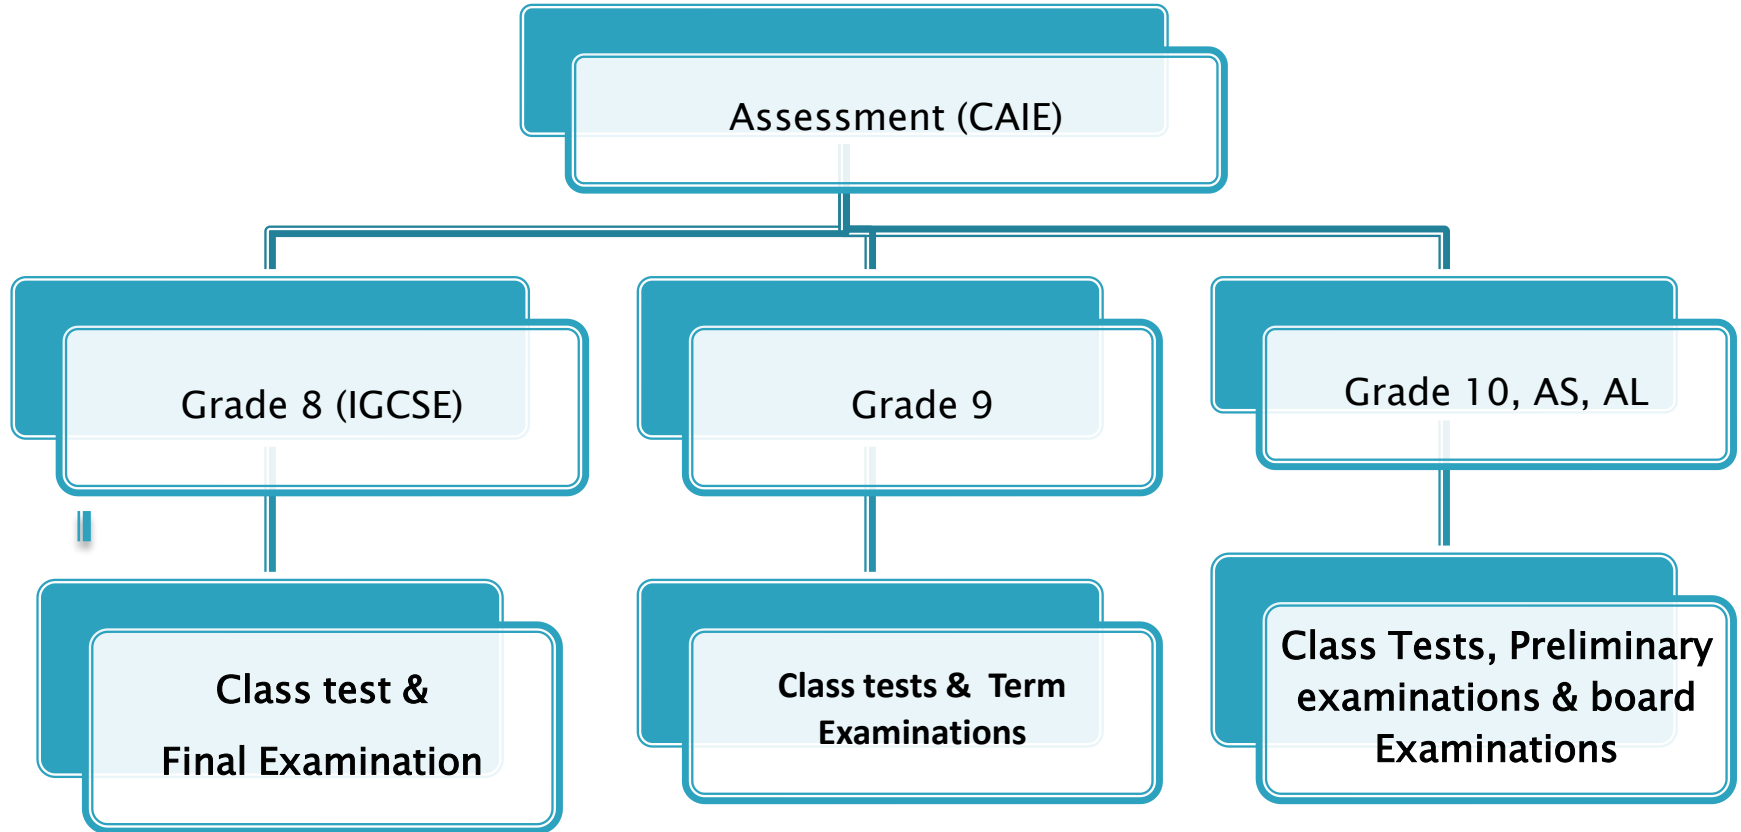 Assessment (CAIE)
Grade 8 (IGCSE)
Grade 9
Grade 10, AS, AL
Class test &
Final Examination
Class tests &  Term
Examinations
Class Tests, Preliminary
examinations & board
Examinations